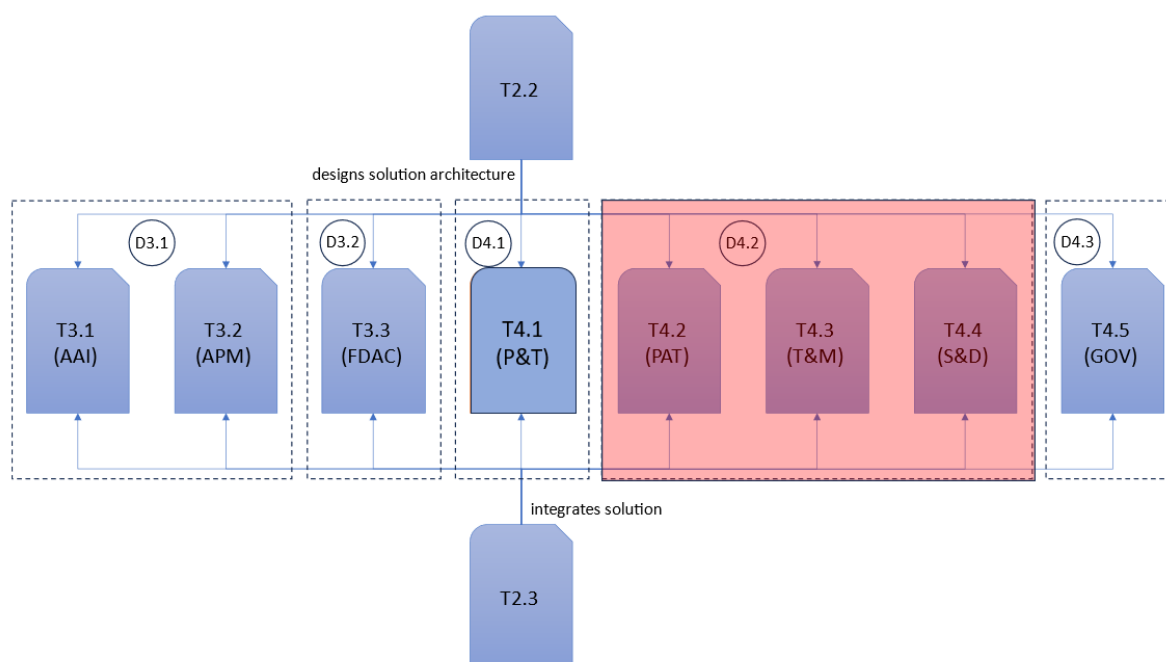 T2.2
designs solution architecture
D3.1
D3.2
D4.1
D4.2
D4.3
T3.1
(AAI)
T3.2
(APM)
T3.3
(FDAC)
T4.1
(P&T)
T4.2
(PAT)
T4.3
(T&M)
T4.4
(S&D)
T4.5
(GOV)
integrates solution
T2.3